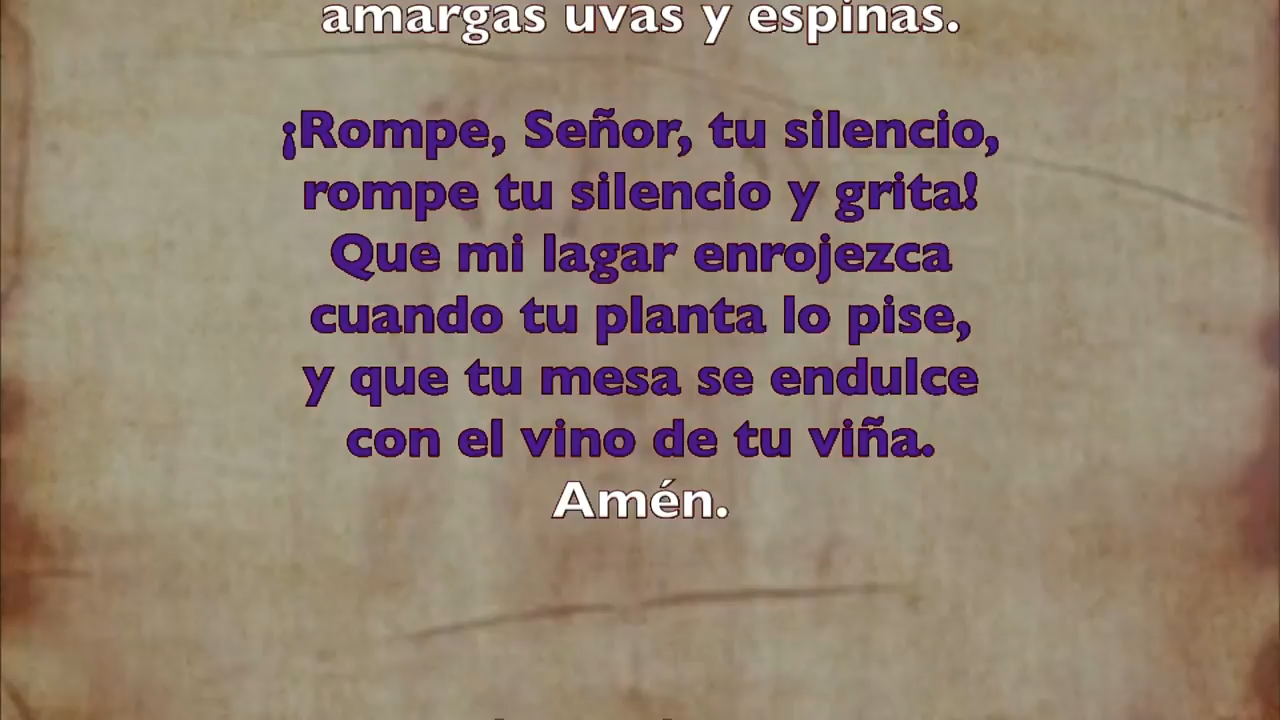 amargas uvas y espinas.
¡Rompe, Señor, tu silencio,
rompe tu silencio y grita!
Que mi lagar enrojezca
cuando tu planta lo pise,
y que tu mesa se endulce
con el vino de tu viña.
Amén.